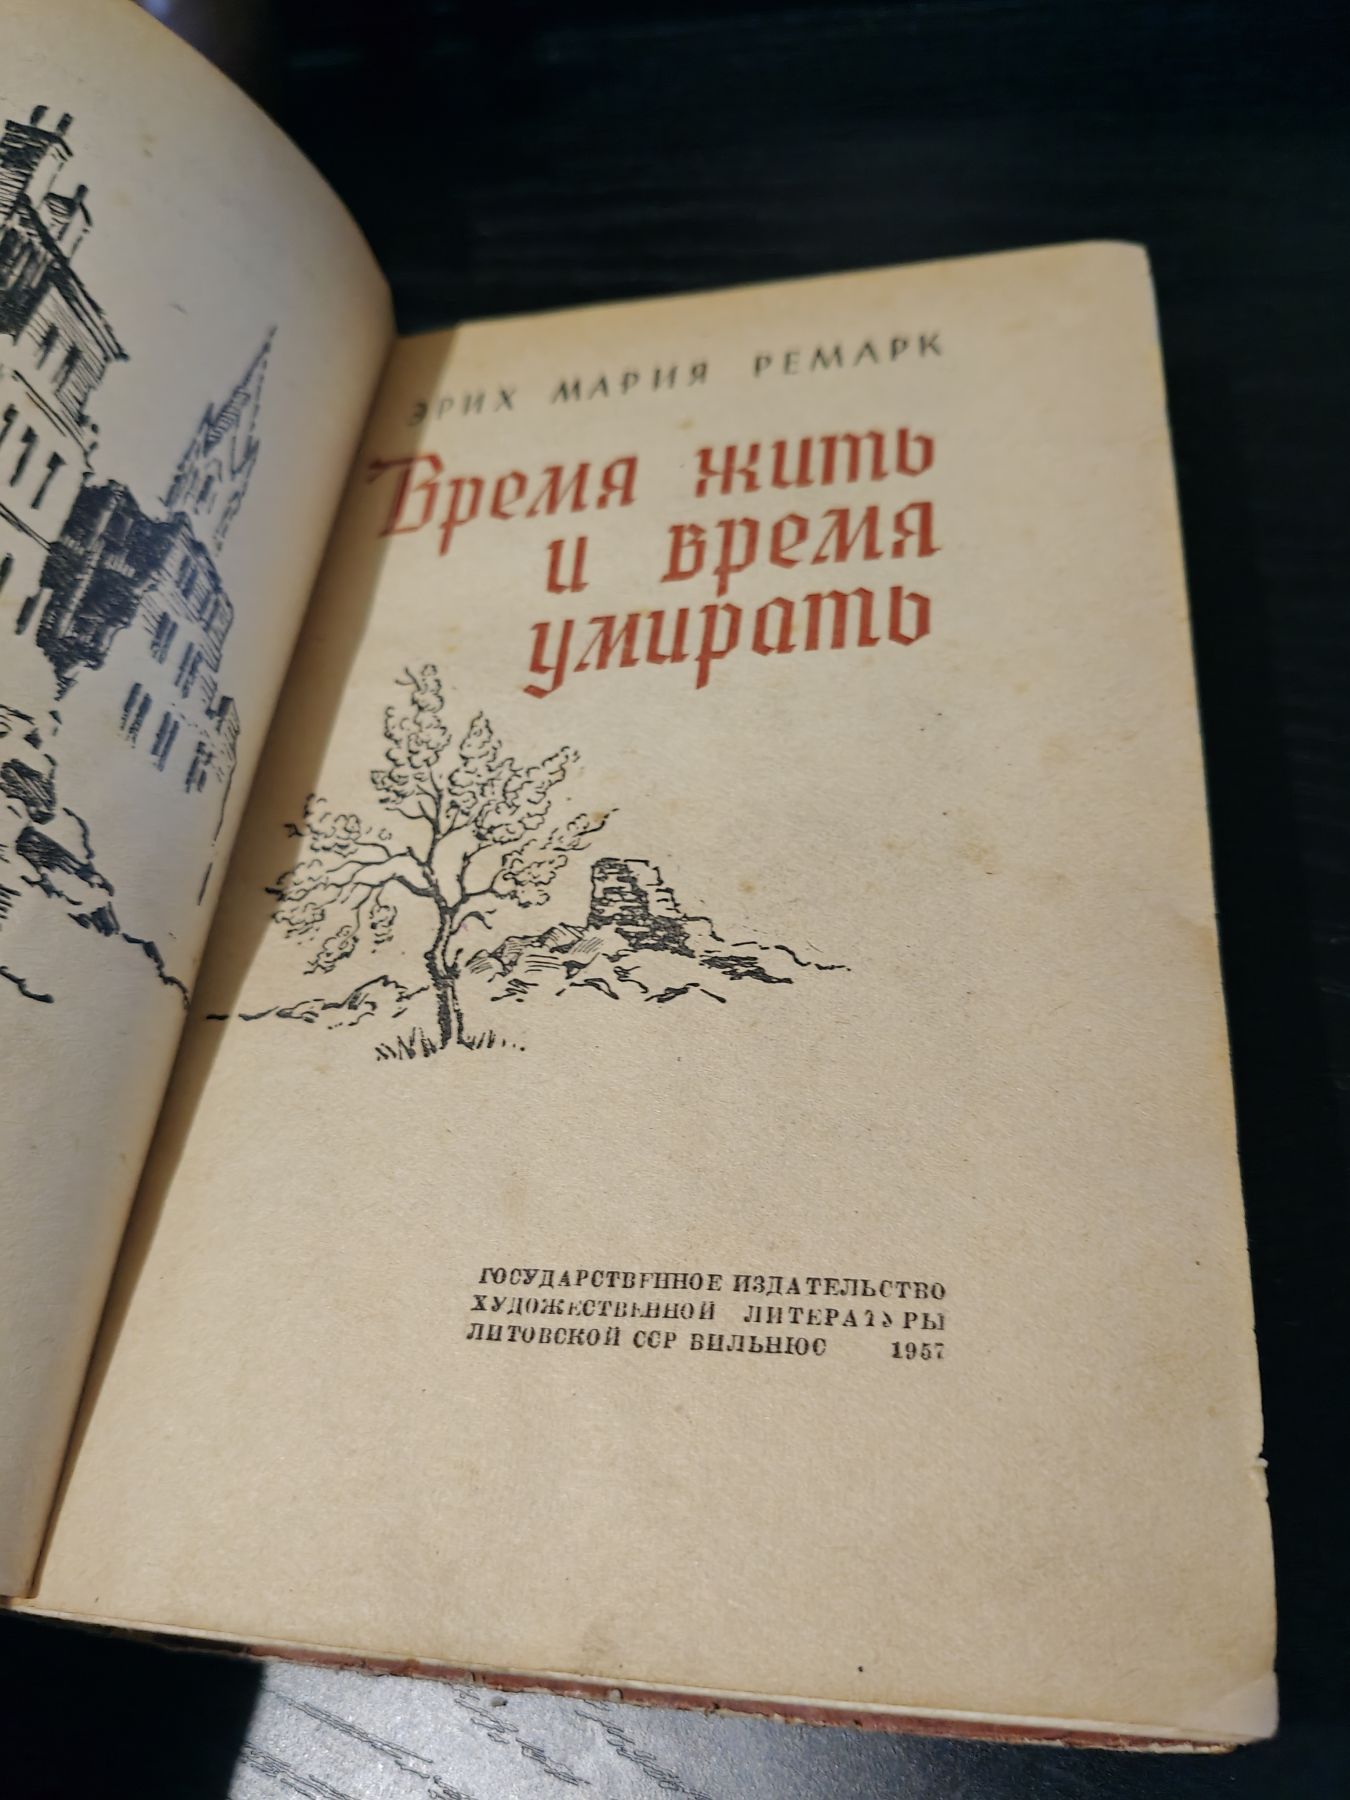 ЭРИХ МАРИЯ РЕМАРК
Время жить
и время
умирать
ГОСУДАРСТВЕННОЕ ИЗДАТЕЛЬСТВО
ХУДОЖЕСТВЕННОЙ ЛИТЕРАТУРЫ
ЛИТОВСКОЙ ССР ВИЛЬНЮС 1957